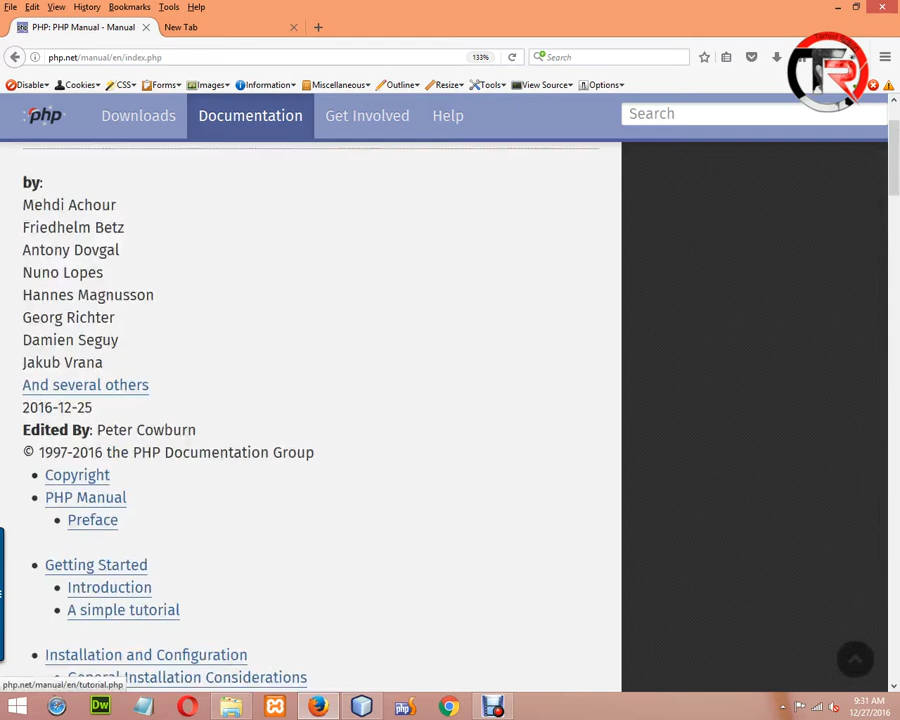 File Edit View History Bookmarks Tools Help
PHP: PHP Manual - Manual
New Tab
php.net/manual/en/index.php
133%
Search
Disable Cookies CSS Forms Images Information Miscellaneous Outline Resize Tools View Source Options
php Downloads Documentation Get Involved Help
Search
by:
Mehdi Achour
Friedhelm Betz
Antony Dovgal
Nuno Lopes
Hannes Magnusson
Georg Richter
Damien Seguy
Jakub Vrana
And several others
2016-12-25
Edited By: Peter Cowburn
© 1997-2016 the PHP Documentation Group
Copyright
PHP Manual
Preface
Getting Started
Introduction
A simple tutorial
Installation and Configuration
General Installation Considerations
php.net/manual/en/tutorial.php
Dw
php
9:31 AM
12/27/2016